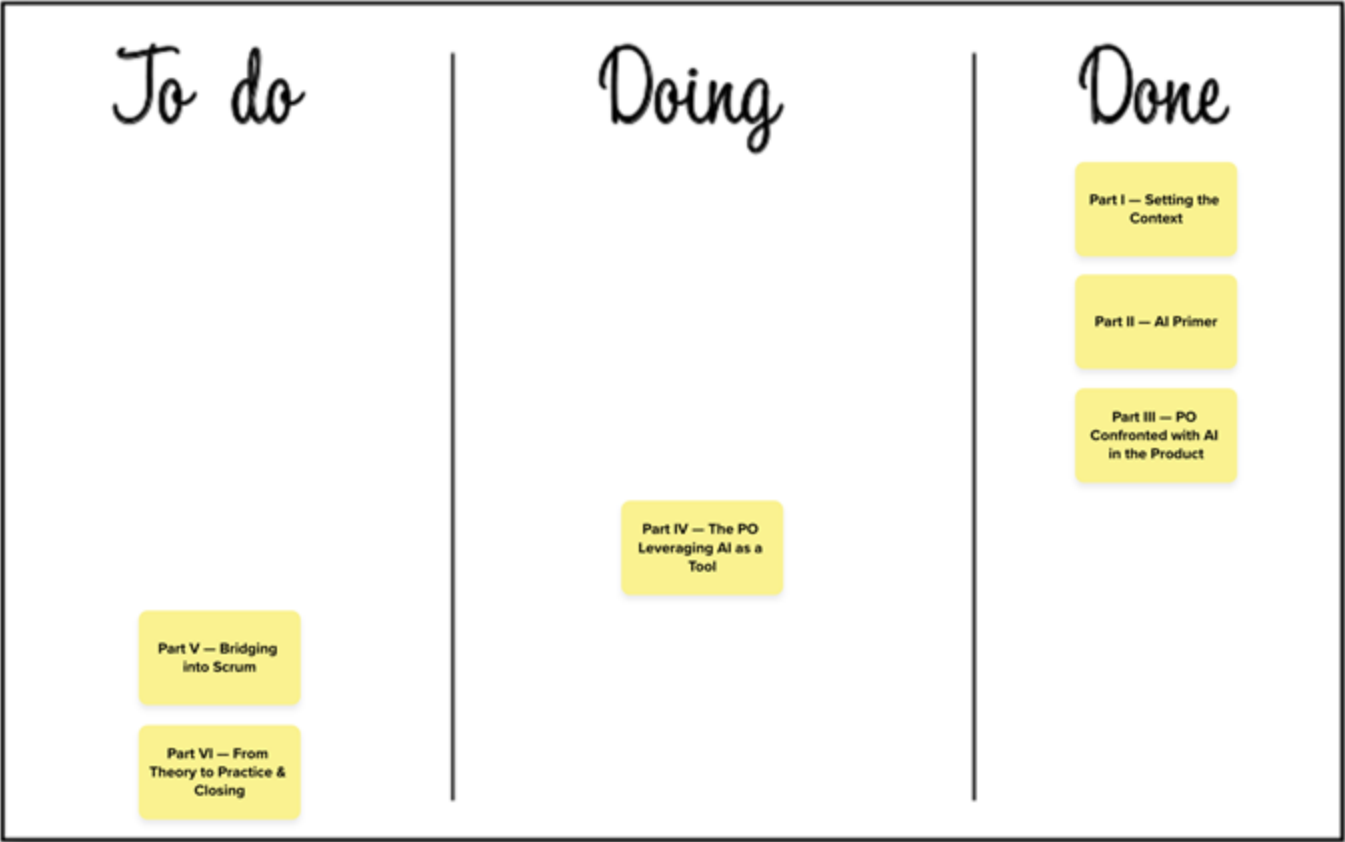 To do
Doing
Done
Part I — Setting the
Context
Part II — AI Primer
Part III — PO
Confronted with AI
in the Product
Part IV — The PO
Leveraging AI as a
Tool
Part V — Bridging
into Scrum
Part VI — From
Theory to Practice &
Closing